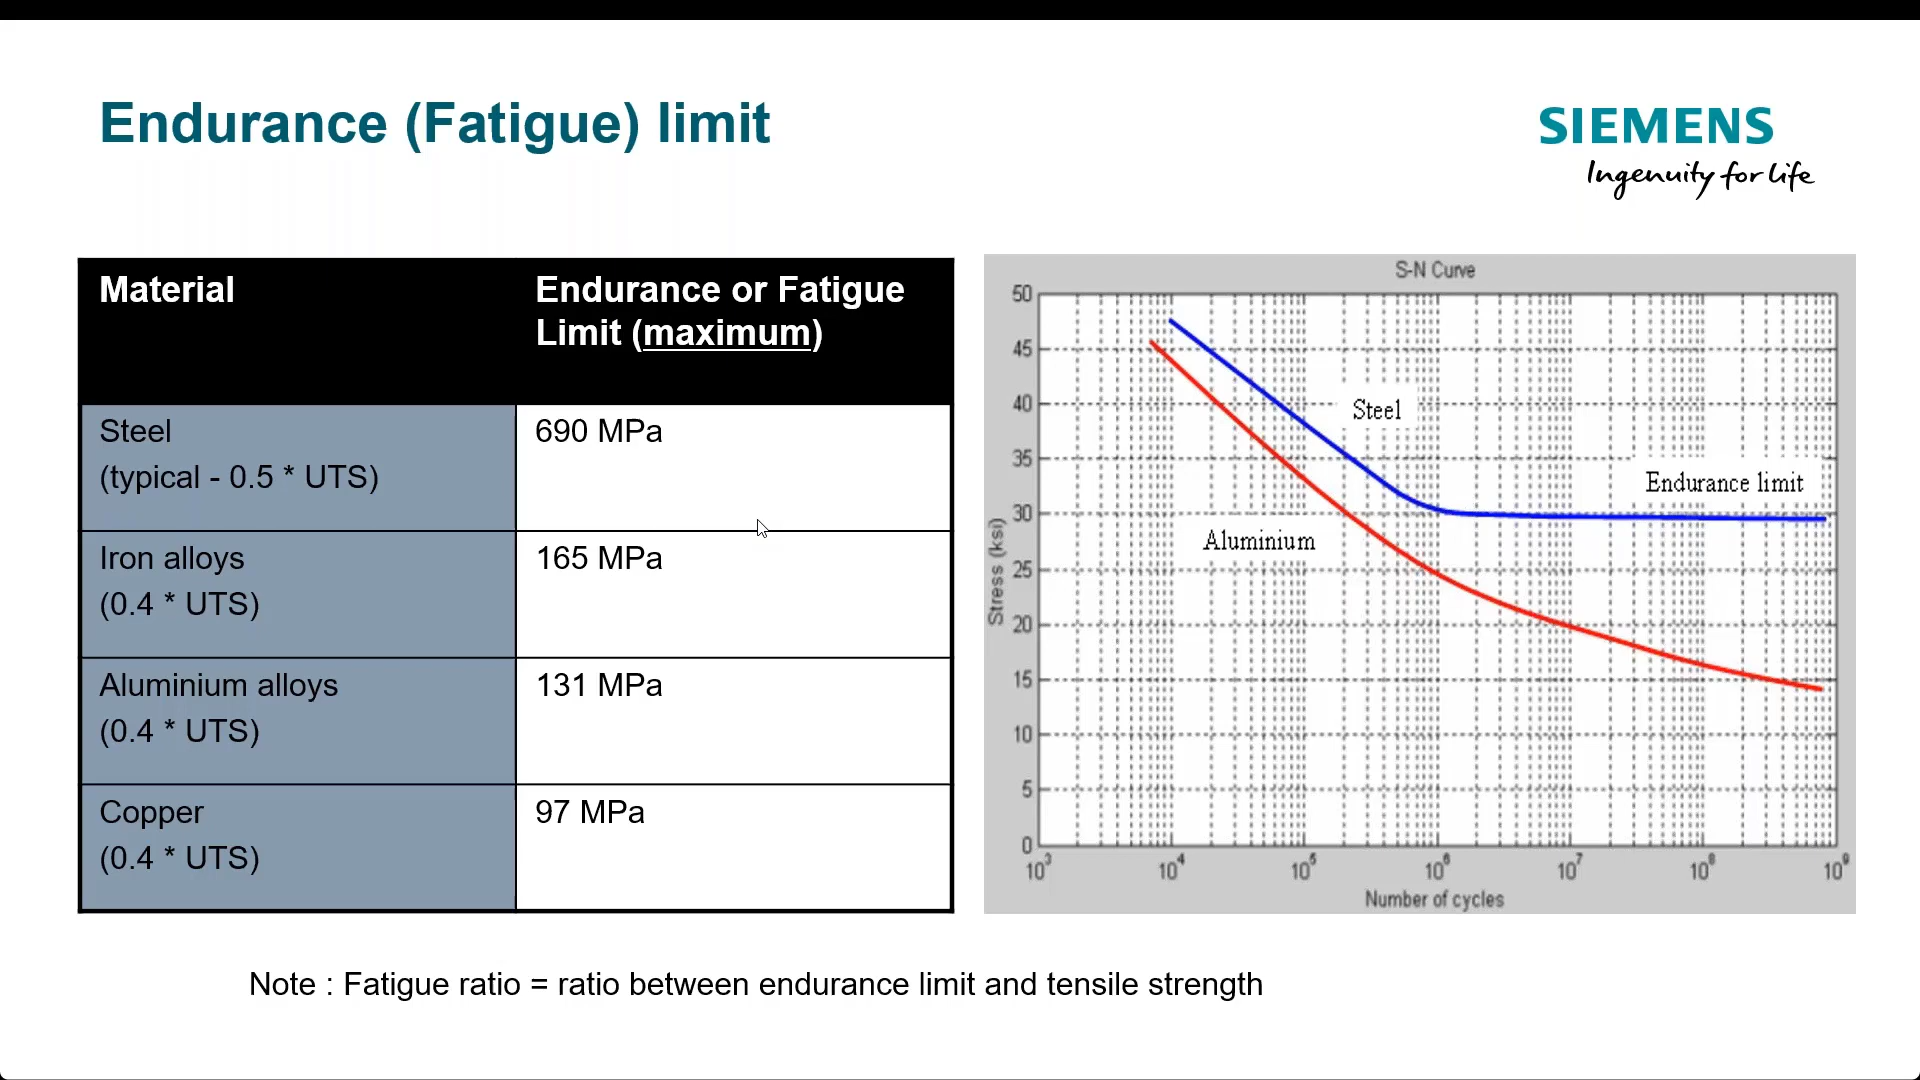 Endurance (Fatigue) limit
SIEMENS
Ingenuity for life
Material
Endurance or Fatigue
Limit (maximum)
Steel
(typical - 0.5 * UTS)
690 MPa
Iron alloys
(0.4 * UTS)
165 MPa
Aluminium alloys
(0.4 * UTS)
131 MPa
Copper
(0.4 * UTS)
97 MPa
S-N Curve
50
45
40
35
30
25
20
15
10
5
0
Stress (ksi)
Steel
Endurance limit
Aluminium
10³ 10⁴ 10⁵ 10⁶ 10⁷ 10⁸ 10⁹
Number of cycles
Note : Fatigue ratio = ratio between endurance limit and tensile strength